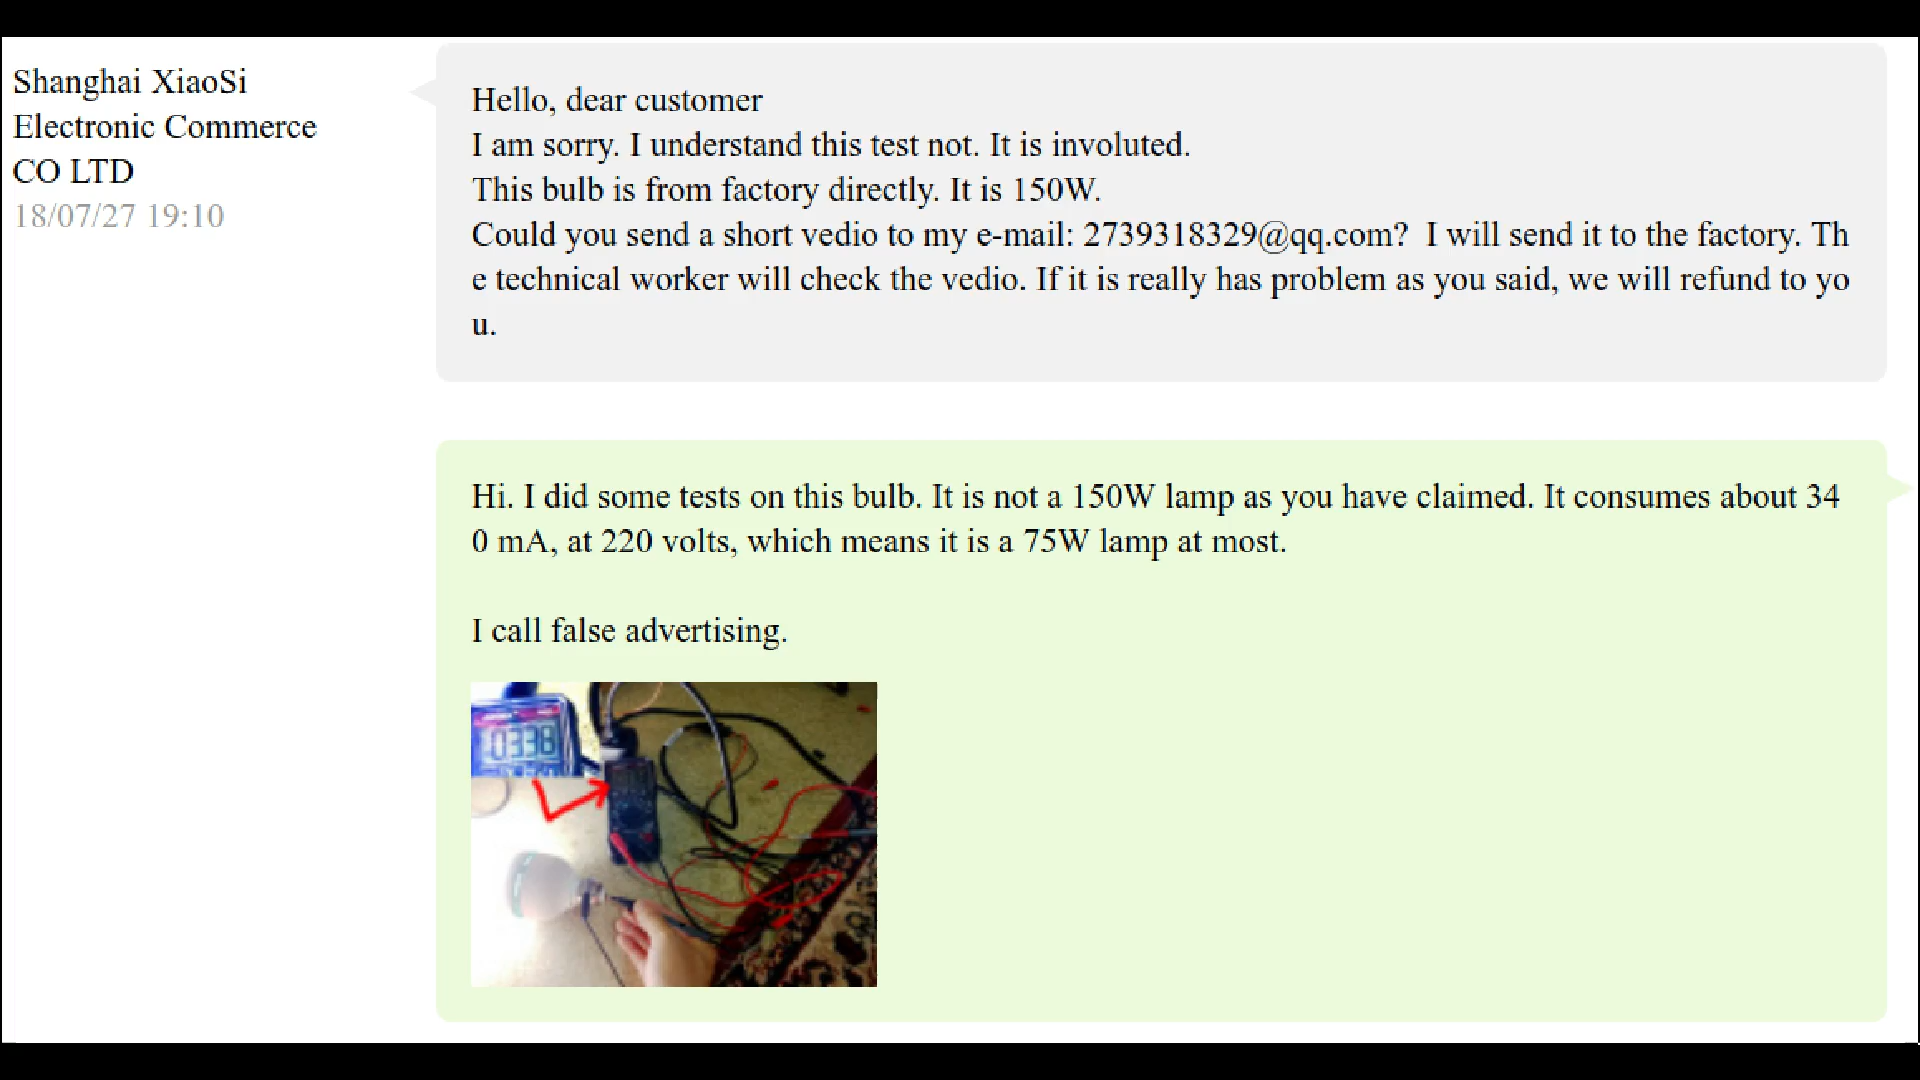 Shanghai XiaoSi
Electronic Commerce
CO LTD
18/07/27 19:10
Hello, dear customer
I am sorry. I understand this test not. It is involuted.
This bulb is from factory directly. It is 150W.
Could you send a short vedio to my e-mail: 2739318329@qq.com?  I will send it to the factory. Th
e technical worker will check the vedio. If it is really has problem as you said, we will refund to yo
u.
Hi. I did some tests on this bulb. It is not a 150W lamp as you have claimed. It consumes about 34
0 mA, at 220 volts, which means it is a 75W lamp at most.
I call false advertising.
0338